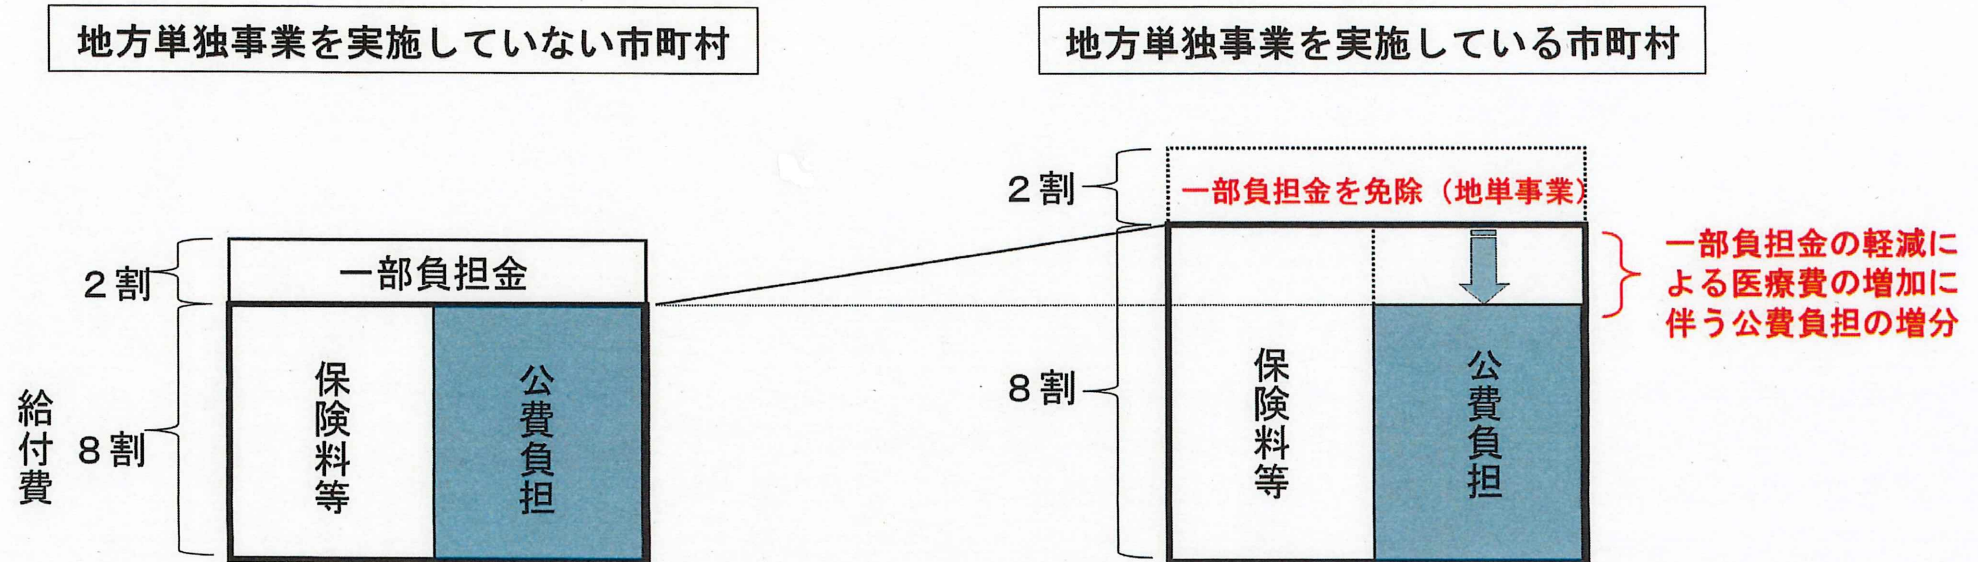 地方単独事業を実施していない市町村
地方単独事業を実施している市町村
2割
一部負担金
給付費
8割
保険料等
公費負担
2割
一部負担金を免除（地単事業）
8割
保険料等
公費負担
一部負担金の軽減に
よる医療費の増加に
伴う公費負担の増分